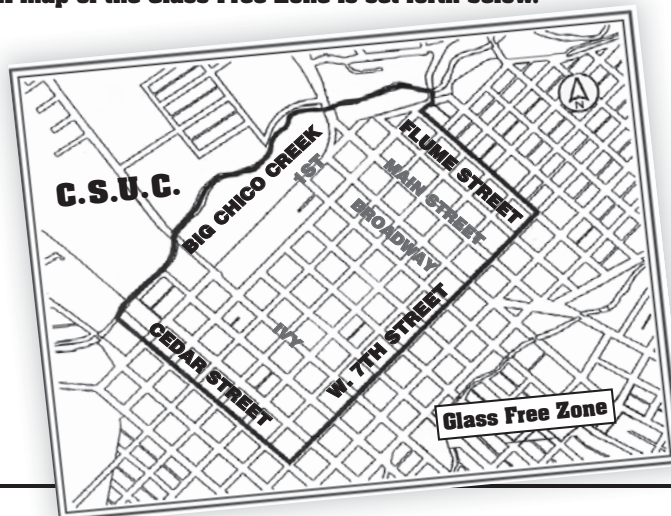 map of the Glass Free Zone is set forth below.
N
FLUME STREET
BIG CHICO CREEK
1ST
MAIN STREET
C.S.U.C.
BROADWAY
IVY
W. 7TH STREET
CEDAR STREET
Glass Free Zone